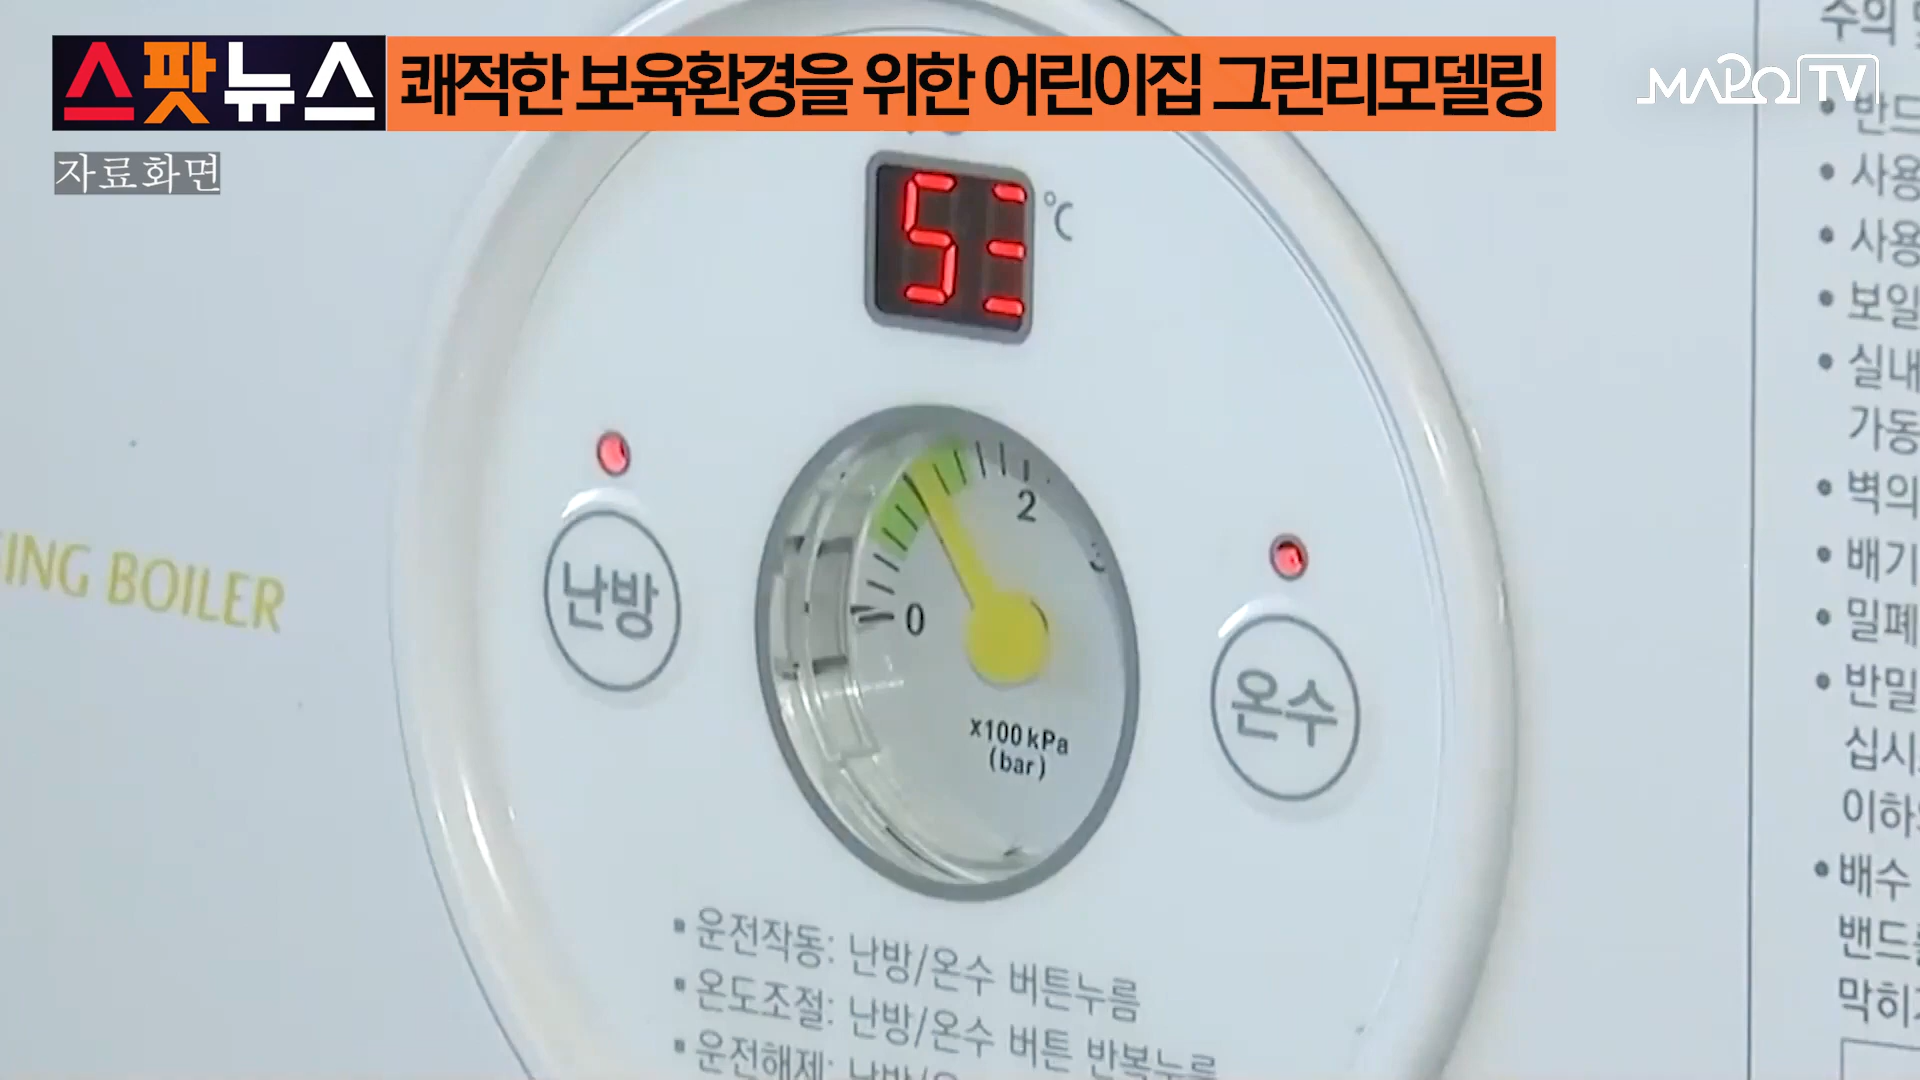 스팟뉴스 쾌적한 보육환경을 위한 어린이집 그린리모델링
MAPO TV
자료화면
53 °C
난방
온수
BOILER
0
2
3
x100 kPa
(bar)
▪ 운전작동: 난방/온수 버튼누름
▪ 온도조절: 난방/온수 버튼 반복누름
▪ 운전해제:
수의
• 반드
• 사용
• 사용
• 보일
• 실내
가동
• 벽의
• 배기
• 밀폐
• 반밀
십시
이하
• 배수
밴드
막히